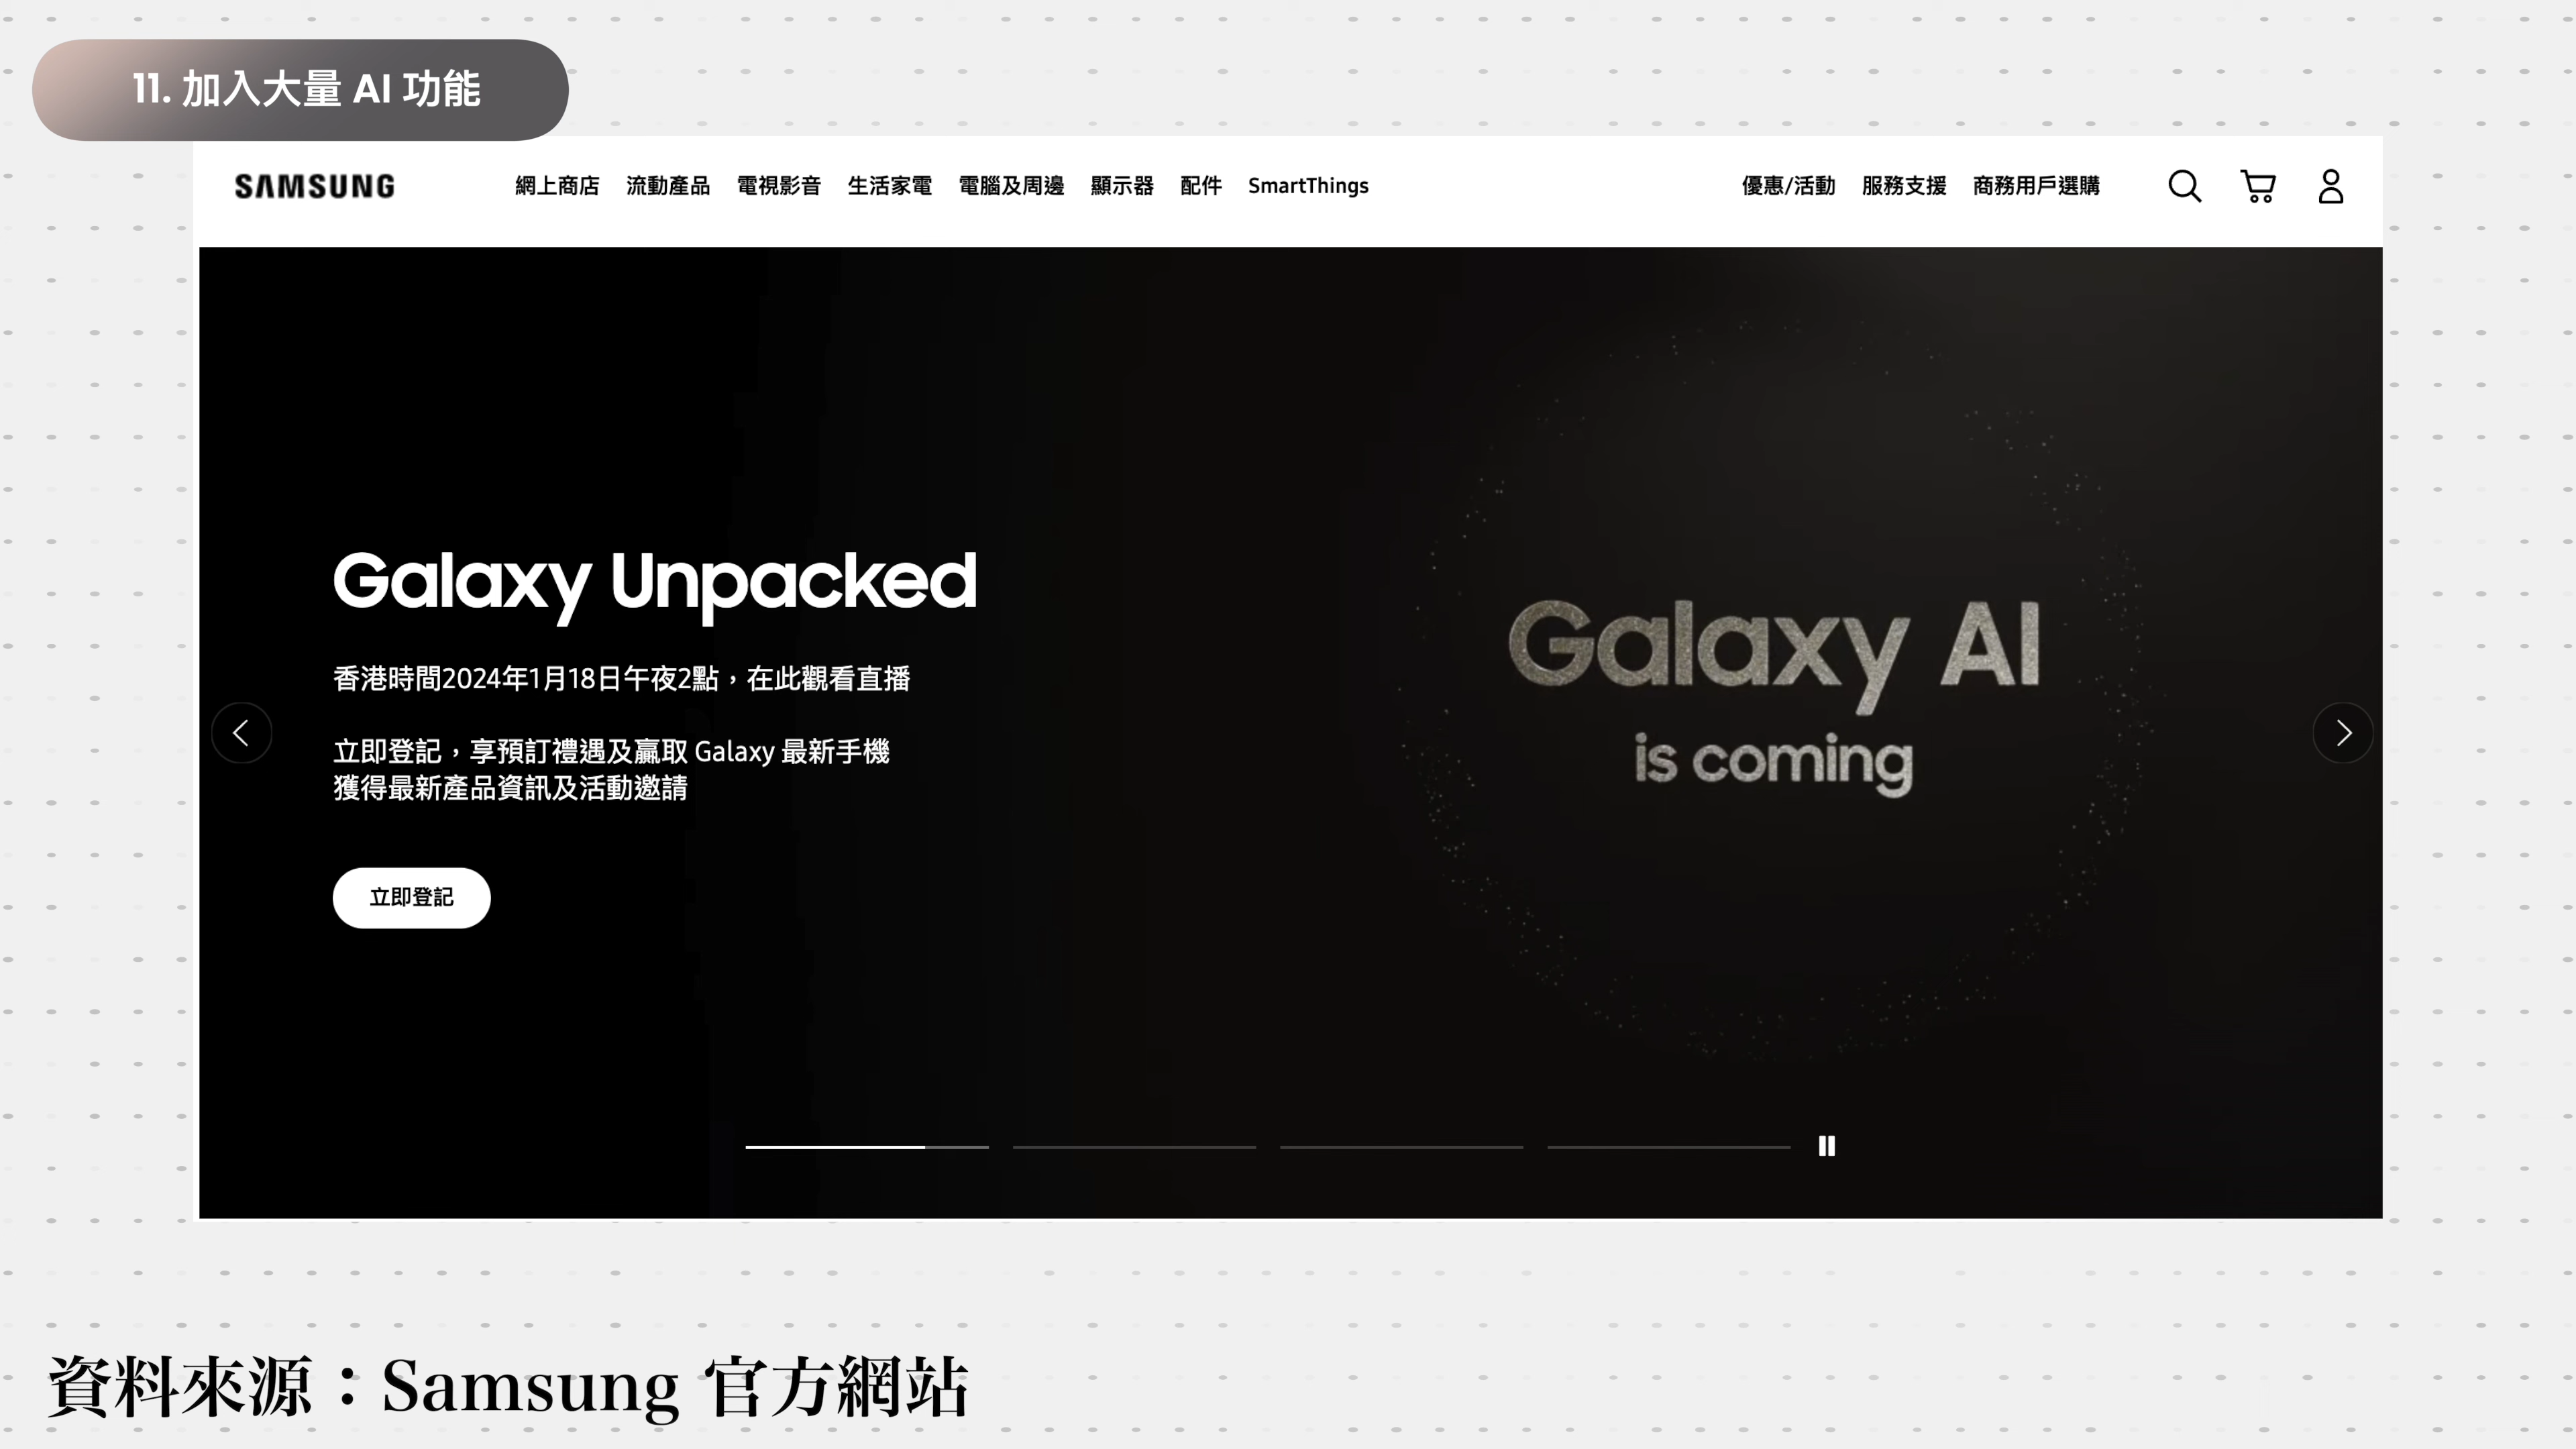 11. 加入大量 AI 功能
SAMSUNG
網上商店 流動產品 電視影音 生活家電 電腦及周邊 顯示器 配件 SmartThings
優惠/活動 服務支援 商務用戶選購
Galaxy Unpacked
香港時間2024年1月18日午夜2點，在此觀看直播
立即登記，享預訂禮遇及贏取 Galaxy 最新手機
獲得最新產品資訊及活動邀請
立即登記
Galaxy AI
is coming
資料來源：Samsung 官方網站